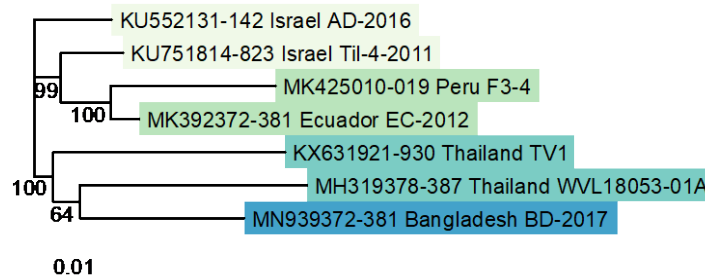 KU552131-142 Israel AD-2016
KU751814-823 Israel Til-4-2011
99
MK425010-019 Peru F3-4
100
MK392372-381 Ecuador EC-2012
KX631921-930 Thailand TV1
100
MH319378-387 Thailand WVL18053-01A
64
MN939372-381 Bangladesh BD-2017
0.01